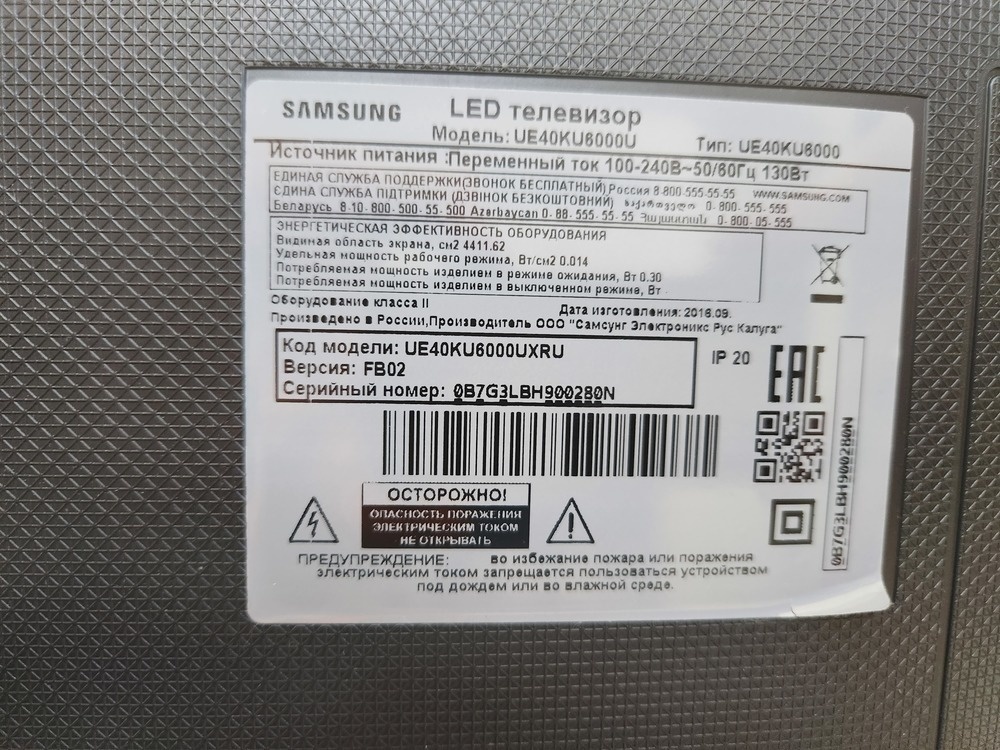 SAMSUNG LED телевизор
Модель: UE40KU6000U Тип: UE40KU6000
Источник питания :Переменный ток 100-240В~50/60Гц 130Вт
ЕДИНАЯ СЛУЖБА ПОДДЕРЖКИ(ЗВОНОК БЕСПЛАТНЫЙ) Россия 8-800-555-55-55 WWW.SAMSUNG.COM
ЄДИНА СЛУЖБА ПІДТРИМКИ (ДЗВІНОК БЕЗКОШТОВНИЙ) საქართველო 0-800-555-555
Беларусь 8-10-800-500-55-500 Azerbaycan 0-88-555-55-55 Հայաստան 0-800-05-555
ЭНЕРГЕТИЧЕСКАЯ ЭФФЕКТИВНОСТЬ ОБОРУДОВАНИЯ
Видимая область экрана, см2 4411.62
Удельная мощность рабочего режима, Вт/см2 0.014
Потребляемая мощность изделием в режиме ожидания, Вт 0.30
Потребляемая мощность изделием в выключенном режиме, Вт -
Оборудование класса II Дата изготовления: 2016.09.
Произведено в России,Производитель ООО "Самсунг Электроникс Рус Калуга"
Код модели: UE40KU6000UXRU
Версия: FB02
Серийный номер: 0B7G3LBH900280N
IP 20
EAC
0B7G3LBH900280N
ОСТОРОЖНО!
ОПАСНОСТЬ ПОРАЖЕНИЯ
ЭЛЕКТРИЧЕСКИМ ТОКОМ
НЕ ОТКРЫВАТЬ
ПРЕДУПРЕЖДЕНИЕ: во избежание пожара или поражения
электрическим током запрещается пользоваться устройством
под дождем или во влажной среде.